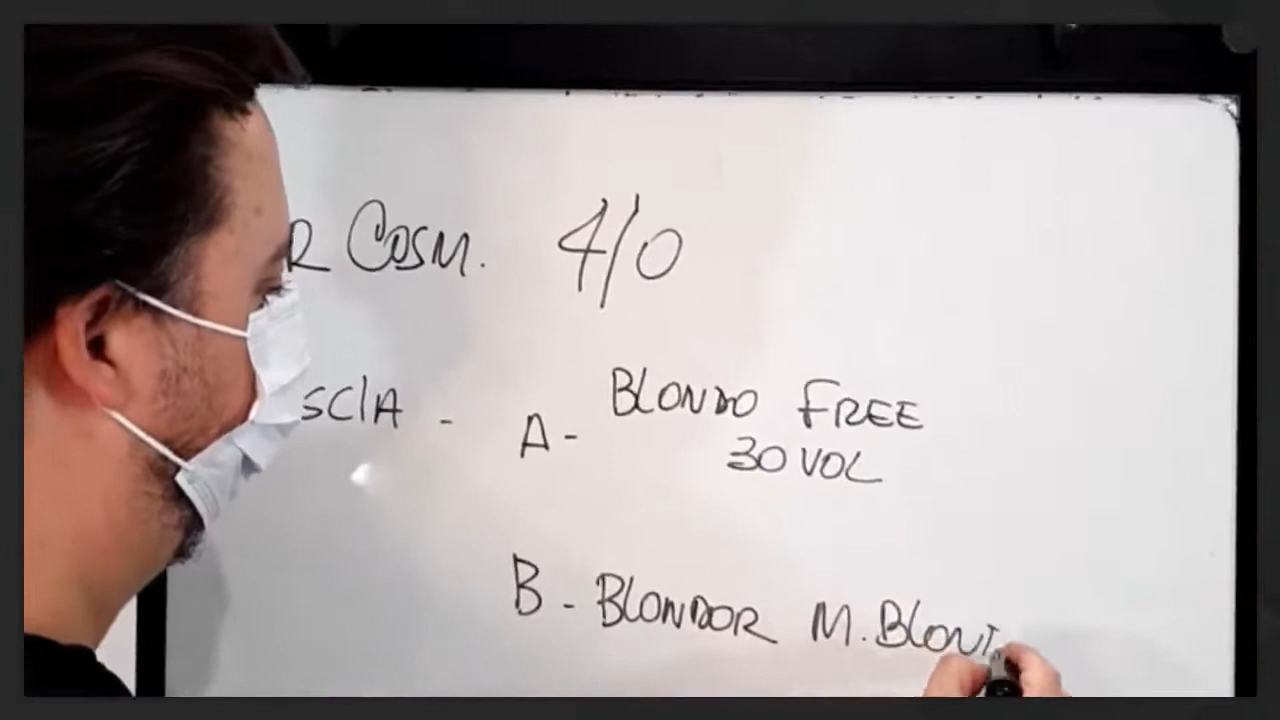 R COSM. 4/0
SCIA - A - BLONDO FREE
30 VOL
B - BLONDOR M. BLON